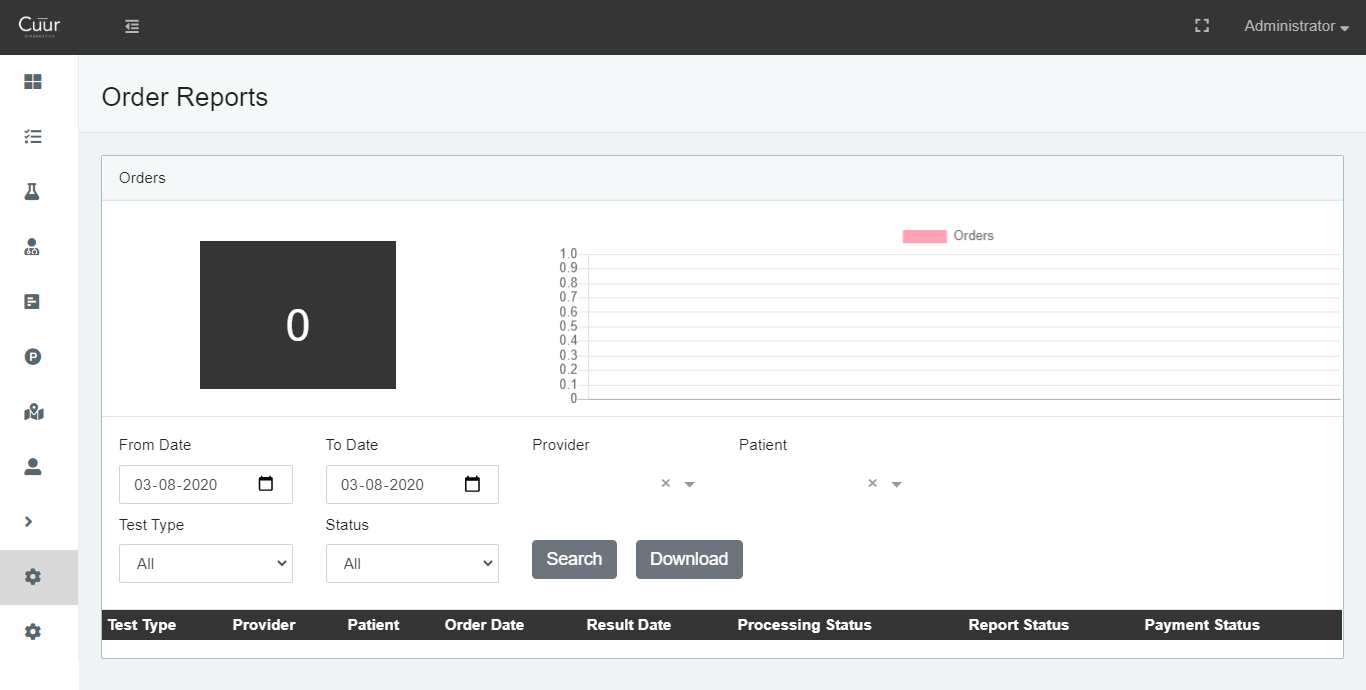 Cuur
Administrator
Order Reports
Orders
0
Orders
1.0
0.9
0.8
0.7
0.6
0.5
0.4
0.3
0.2
0.1
0
From Date To Date Provider Patient
03-08-2020 03-08-2020 × ×
Test Type Status
All All Search Download
Test Type Provider Patient Order Date Result Date Processing Status Report Status Payment Status
P